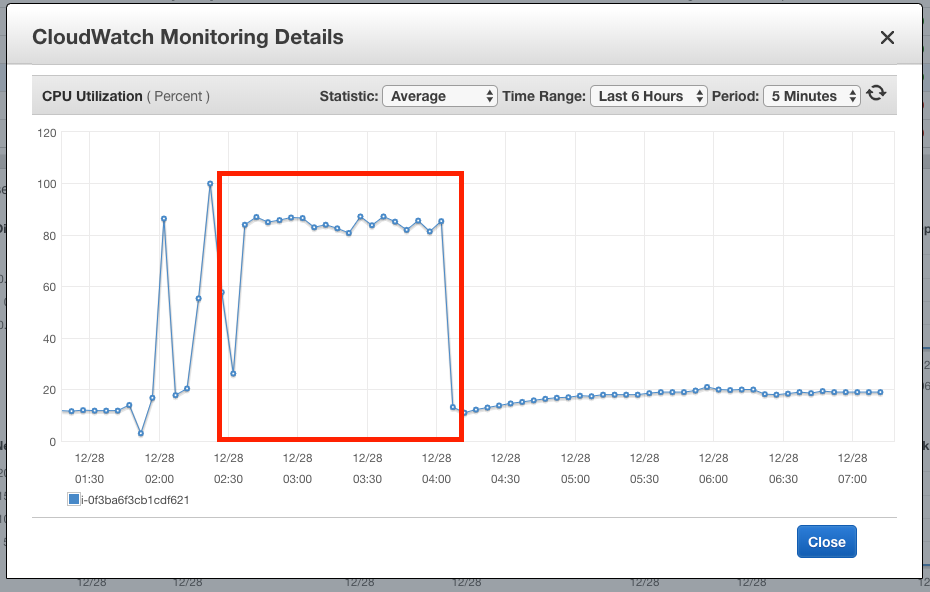 CloudWatch Monitoring Details
CPU Utilization ( Percent )
Statistic: Average Time Range: Last 6 Hours Period: 5 Minutes
120
100
80
60
40
20
0
12/28 12/28 12/28 12/28 12/28 12/28 12/28 12/28 12/28 12/28 12/28 12/28
01:30 02:00 02:30 03:00 03:30 04:00 04:30 05:00 05:30 06:00 06:30 07:00
i-0f3ba6f3cb1cdf621
Close
12/28 12/28 12/28 12/28 12/28 12/28